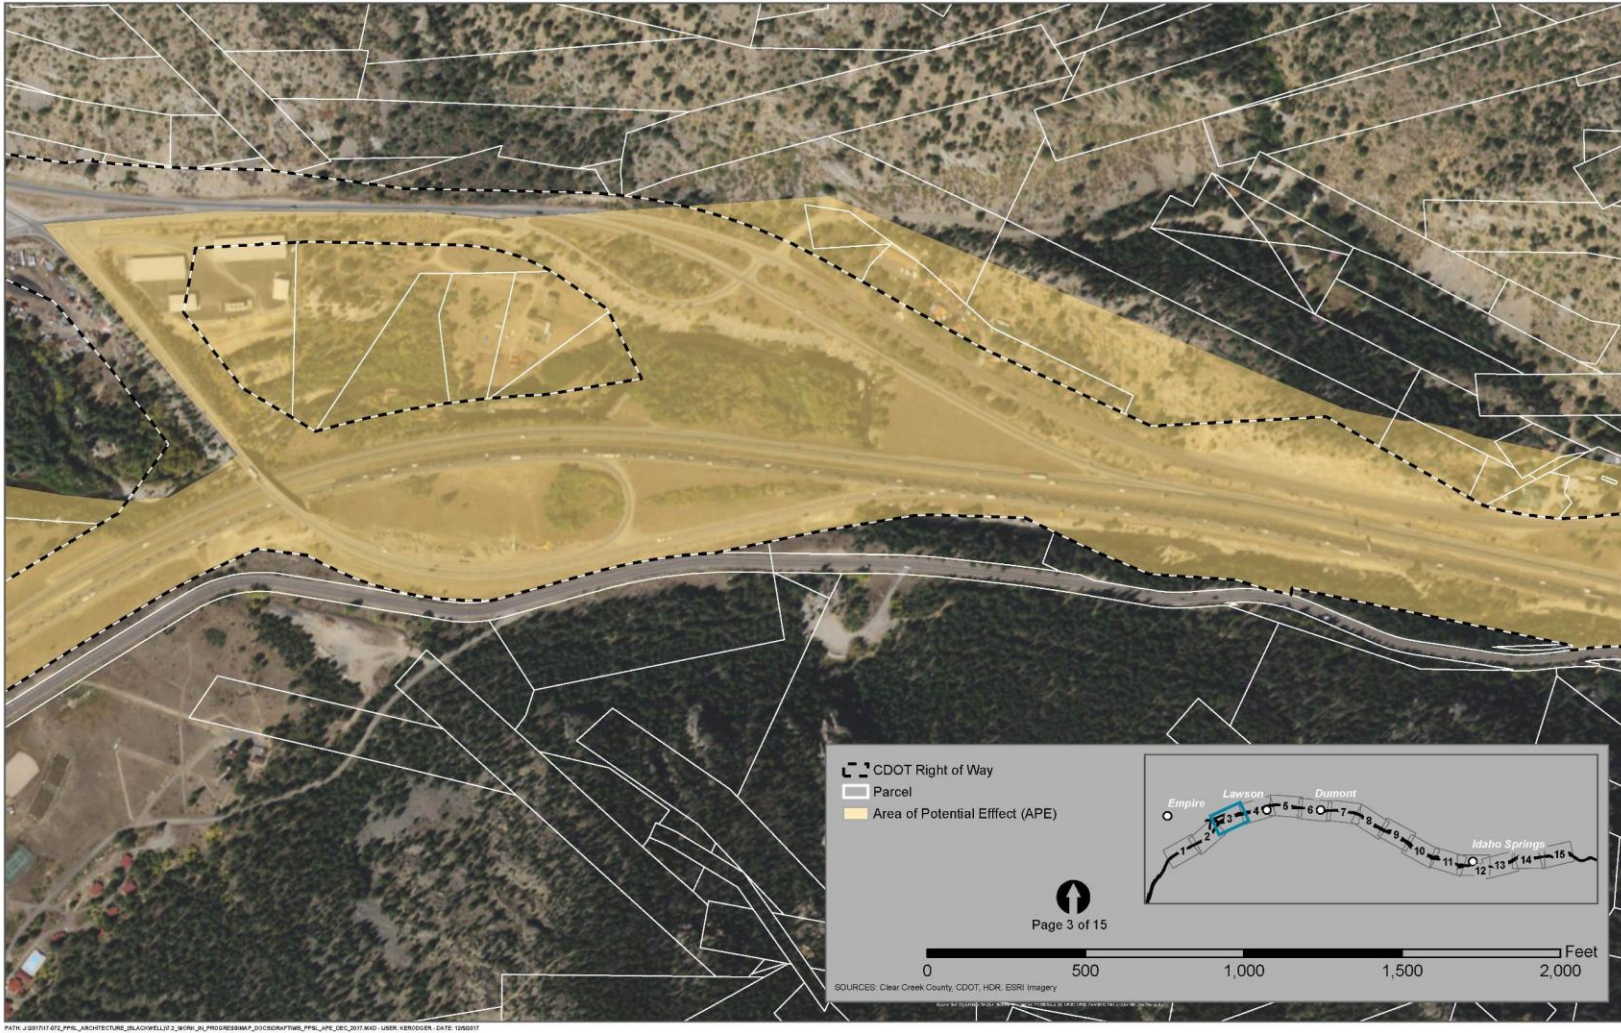 CDOT Right of Way
Parcel
Area of Potential Efffect (APE)
Empire
Lawson
Dumont
Idaho Springs
1
2
3
4
5
6
7
8
9
10
11
12
13
14
15
Page 3 of 15
Feet
0
500
1,000
1,500
2,000
SOURCES: Clear Creek County, CDOT, HDR, ESRI Imagery